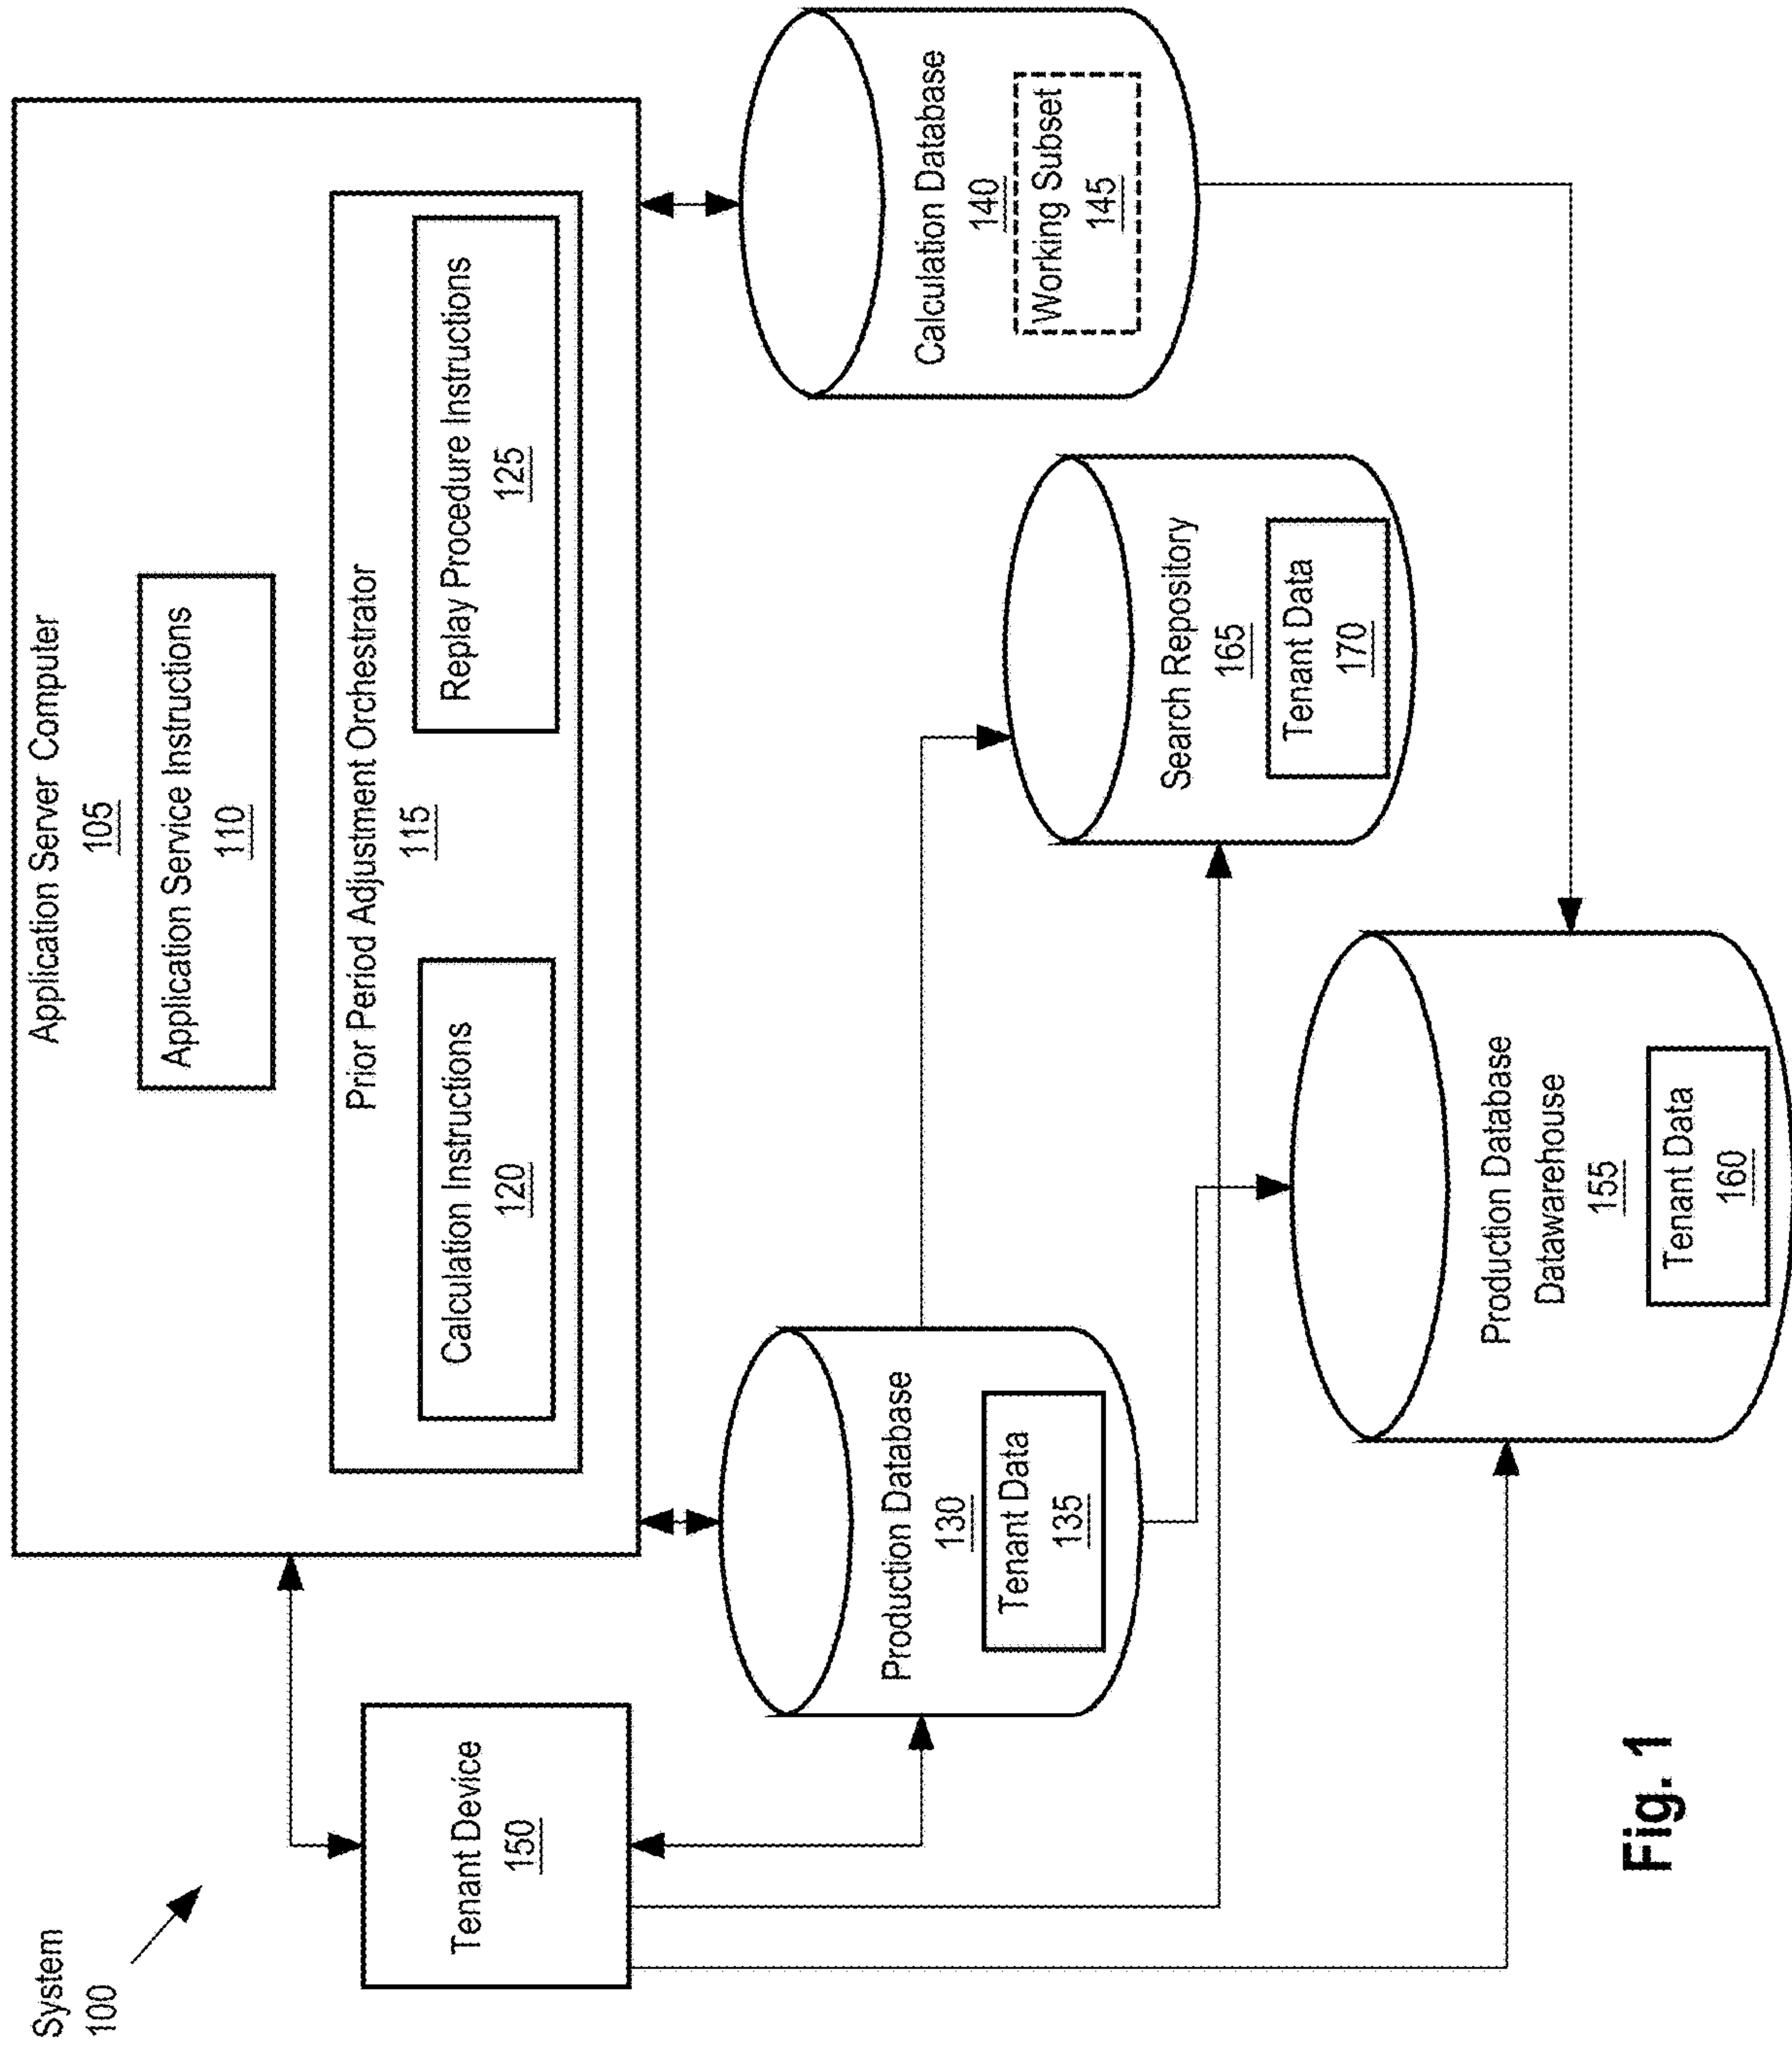 System
100
Application Server Computer
105
Application Service Instructions
110
Prior Period Adjustment Orchestrator
115
Calculation Instructions
120
Replay Procedure Instructions
125
Tenant Device
150
Production Database
130
Tenant Data
135
Calculation Database
140
Working Subset
145
Search Repository
165
Tenant Data
170
Production Database
Datawarehouse
155
Tenant Data
160
Fig. 1